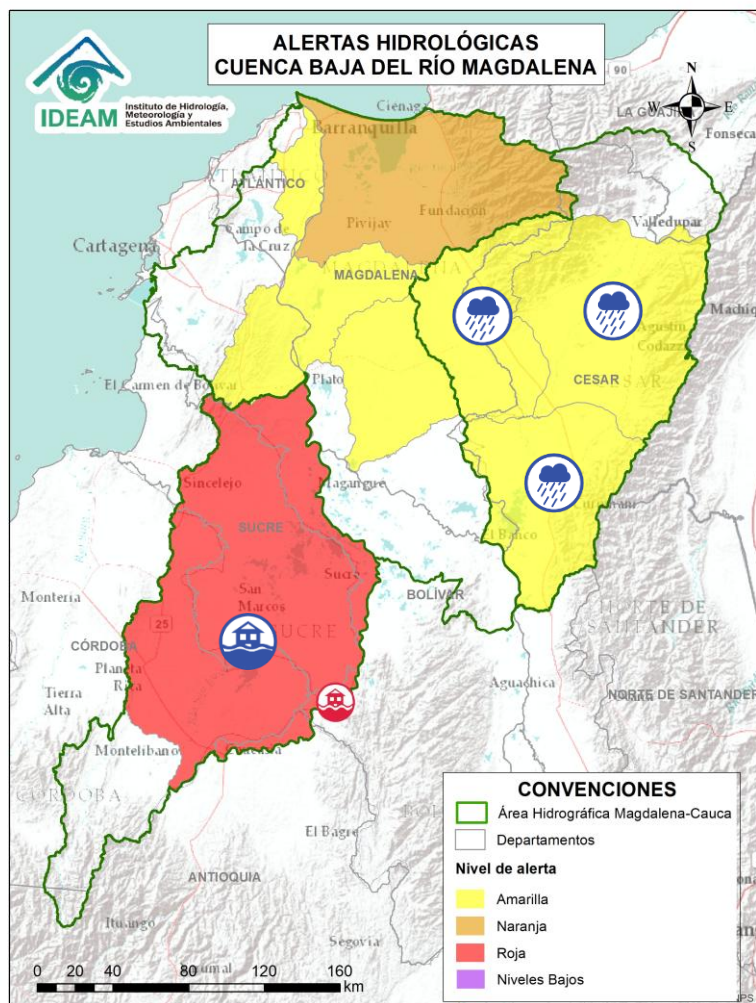 ALERTAS HIDROLÓGICAS
CUENCA BAJA DEL RÍO MAGDALENA
IDEAM
Instituto de Hidrología,
Meteorología y
Estudios Ambientales
N
W
E
S
90
LA GUAJIRA
Fonseca
Ciénaga
Barranquilla
ATLÁNTICO
Valledupar
Pivijay
Fundación
Campo de
la Cruz
Cartagena
MAGDALENA
Agustín
Codazzi
El Carmen de Bolívar
Plato
CESAR
Sincelejo
Magangue
SUCRE
El Banco
Sucre
San
Marcos
BOLÍVAR
SUCRE
Montería
25
NORTE DE
SANTANDER
CÓRDOBA
Planeta
Rica
Aguachica
Tierra
Alta
NORTE DE SANTANDER
Montelibano
CÓRDOBA
El Bagre
ANTIOQUIA
Ituango
Segovia
CONVENCIONES
Área Hidrográfica Magdalena-Cauca
Departamentos
Nivel de alerta
Amarilla
Naranja
Roja
Niveles Bajos
0 20 40 80 120 160
km